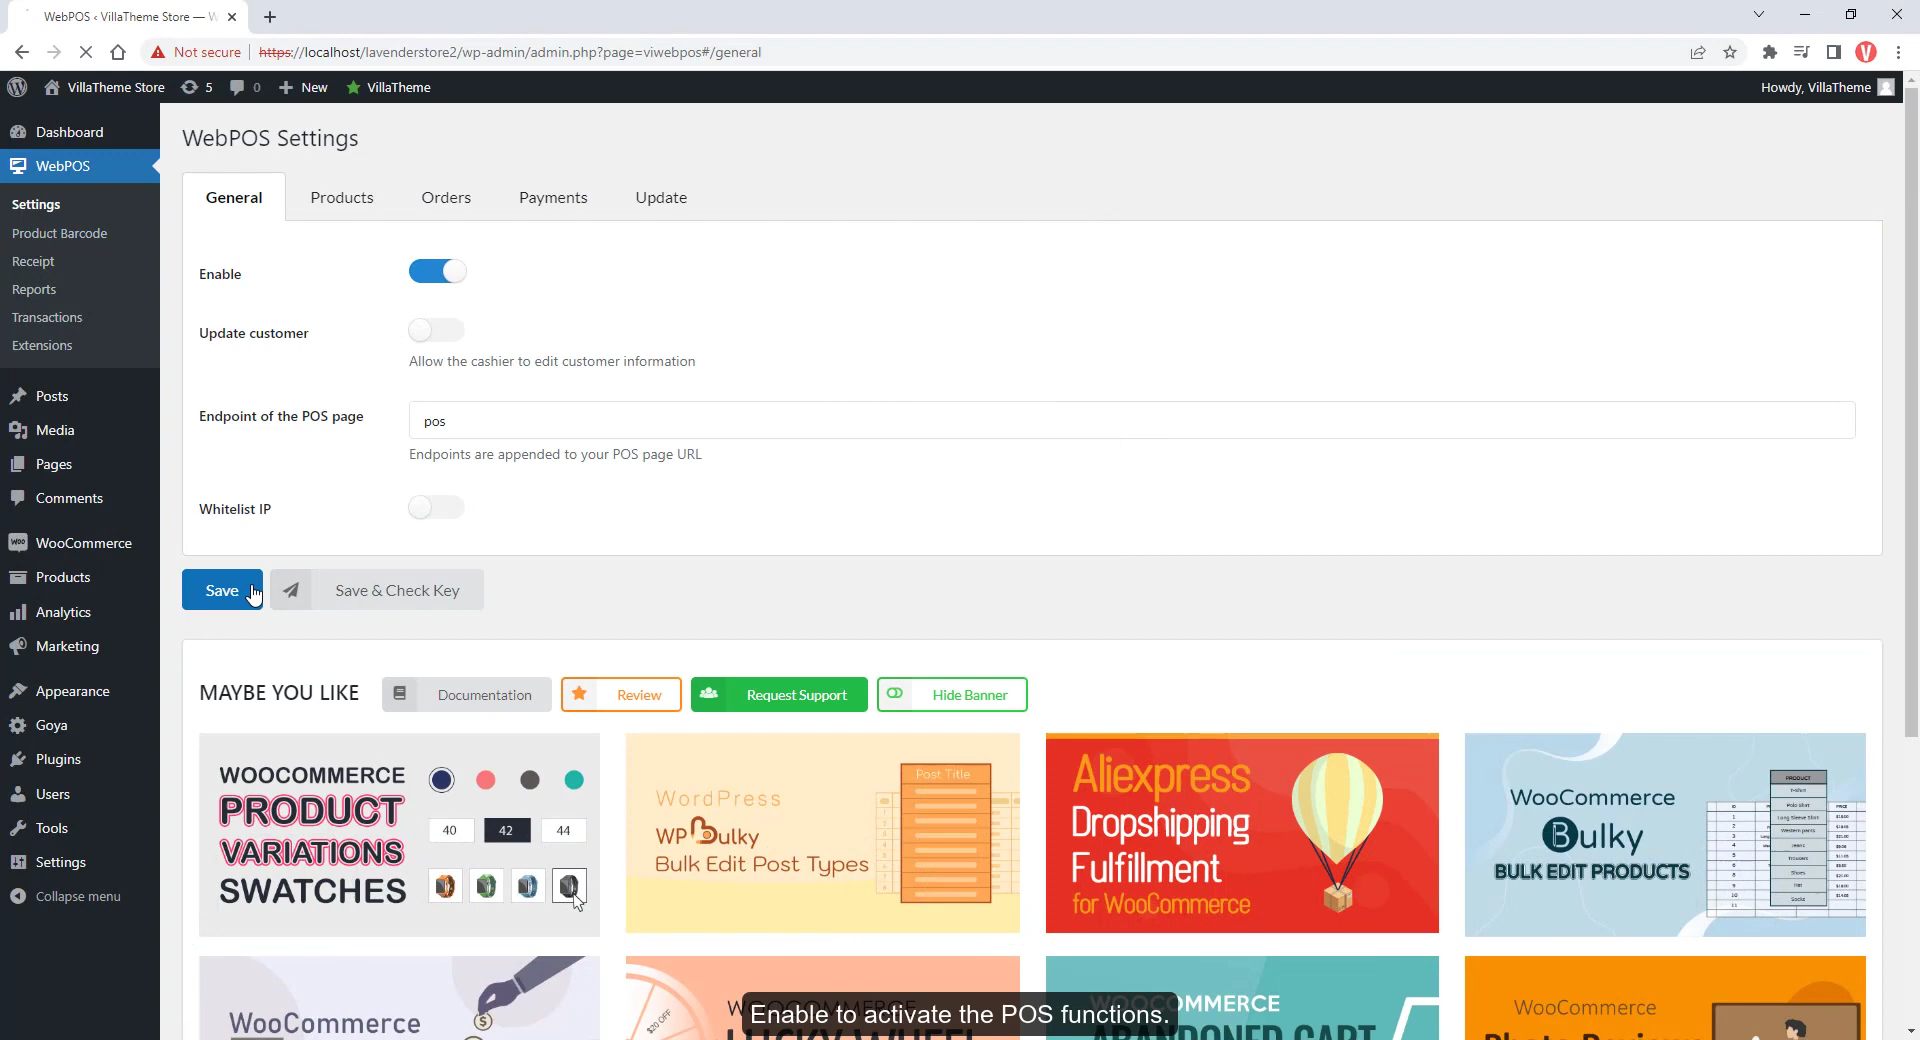 WebPOS ‹ VillaTheme Store — W
Not secure
https://localhost/lavenderstore2/wp-admin/admin.php?page=viwebpos#/general
V
VillaTheme Store
5
0
New
VillaTheme
Howdy, VillaTheme
Dashboard
WebPOS
Settings
Product Barcode
Receipt
Reports
Transactions
Extensions
Posts
Media
Pages
Comments
WooCommerce
Products
Analytics
Marketing
Appearance
Goya
Plugins
Users
Tools
Settings
Collapse menu
WebPOS Settings
General
Products
Orders
Payments
Update
Enable
Update customer
Allow the cashier to edit customer information
Endpoint of the POS page
pos
Endpoints are appended to your POS page URL
Whitelist IP
Save
Save & Check Key
MAYBE YOU LIKE
Documentation
Review
Request Support
Hide Banner
WOOCOMMERCE
PRODUCT
VARIATIONS
SWATCHES
40
42
44
WordPress
WP Bulky
Bulk Edit Post Types
Post Title
Aliexpress
Dropshipping
Fulfillment
for WooCommerce
WooCommerce
Bulky
BULK EDIT PRODUCTS
PRODUCT
WooCommerce
$20 OFF
WooCommerce
Enable to activate the POS functions.